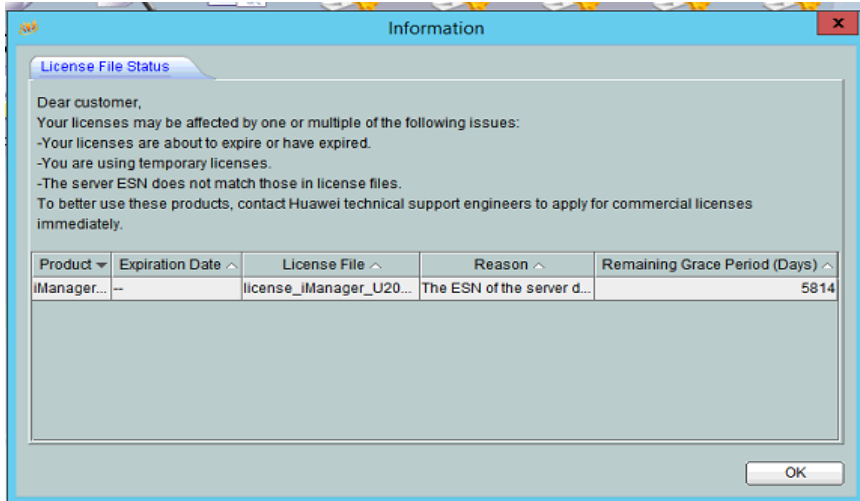 Information
x
License File Status
Dear customer,
Your licenses may be affected by one or multiple of the following issues:
-Your licenses are about to expire or have expired.
-You are using temporary licenses.
-The server ESN does not match those in license files.
To better use these products, contact Huawei technical support engineers to apply for commercial licenses
immediately.
Product Expiration Date License File Reason Remaining Grace Period (Days)
iManager... -- license_iManager_U20... The ESN of the server d... 5814
OK